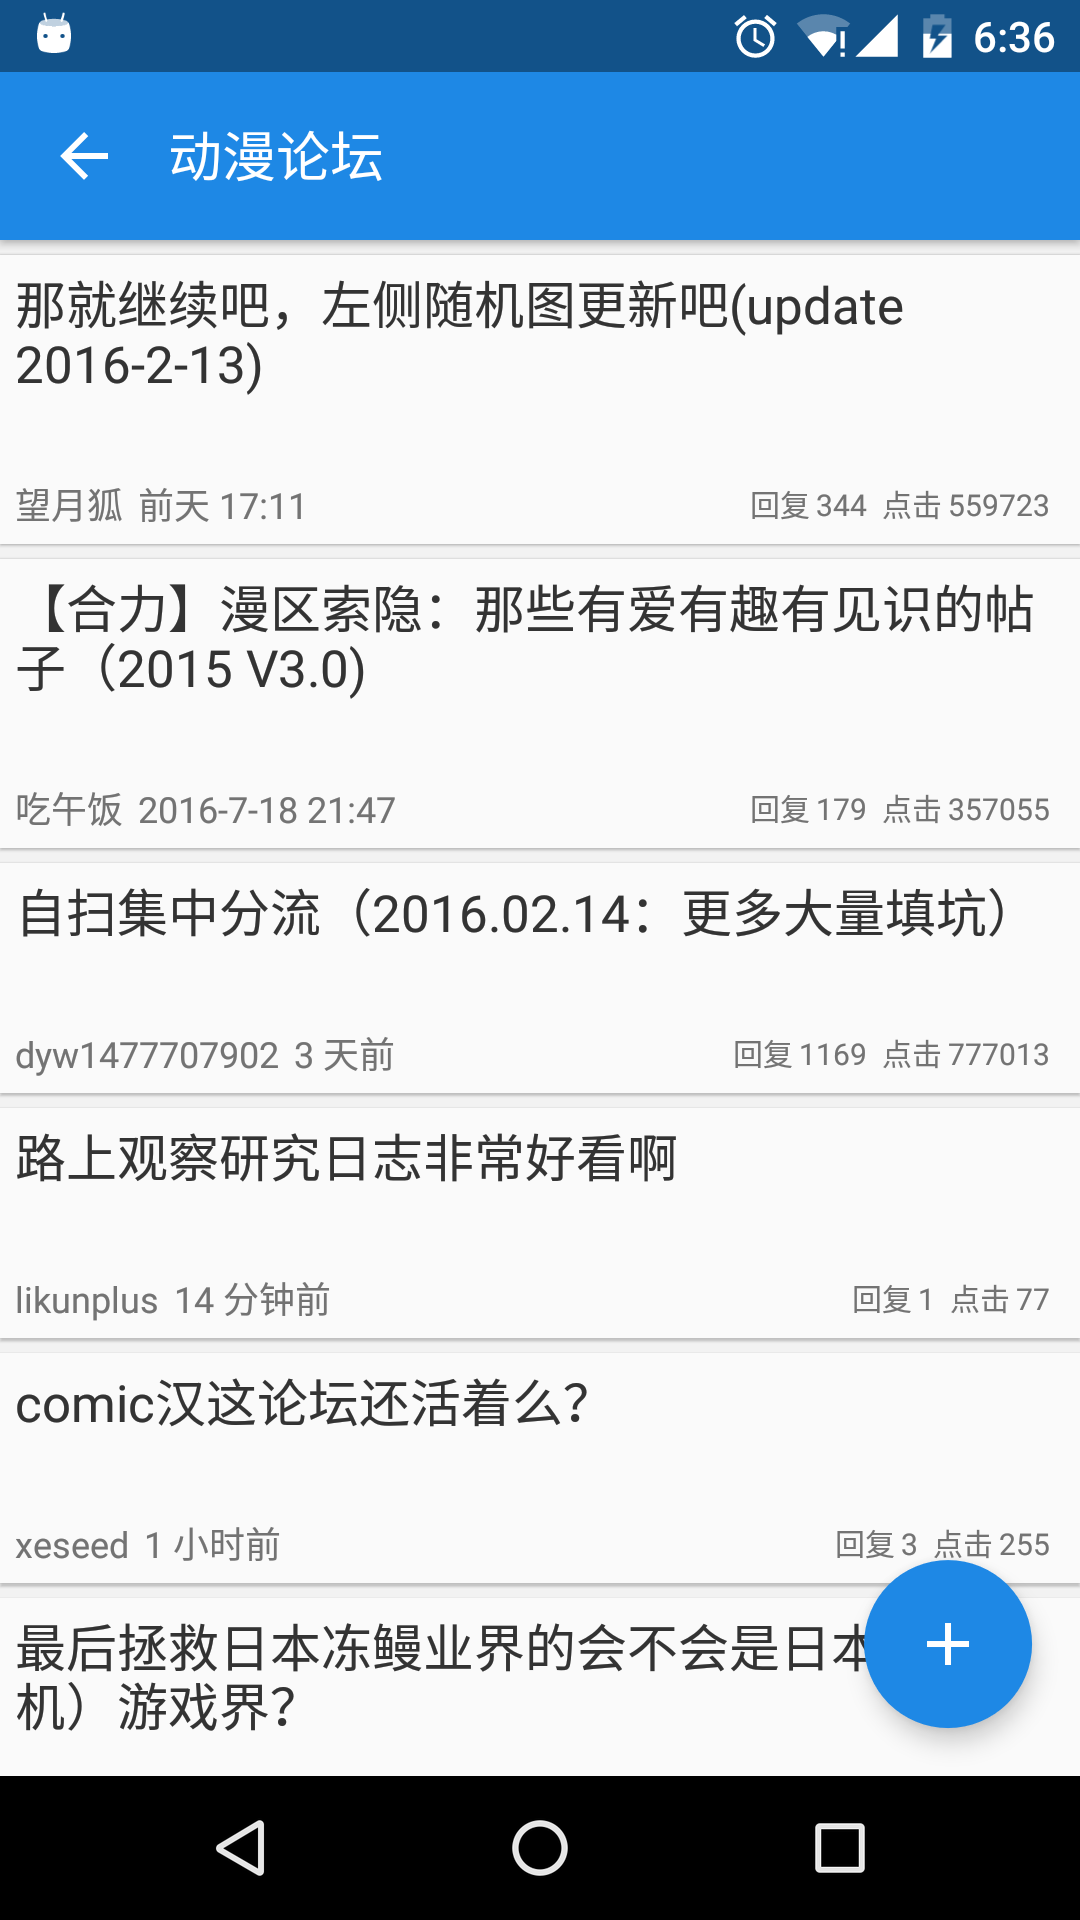 6:36
动漫论坛
那就继续吧，左侧随机图更新吧(update
2016-2-13)
望月狐 前天 17:11 回复 344 点击 559723
【合力】漫区索隐：那些有爱有趣有见识的帖
子（2015 V3.0)
吃午饭 2016-7-18 21:47 回复 179 点击 357055
自扫集中分流（2016.02.14：更多大量填坑）
dyw1477707902 3 天前 回复 1169 点击 777013
路上观察研究日志非常好看啊
likunplus 14 分钟前 回复 1 点击 77
comic汉这论坛还活着么？
xeseed 1 小时前 回复 3 点击 255
最后拯救日本冻鳗业界的会不会是日本
机）游戏界？